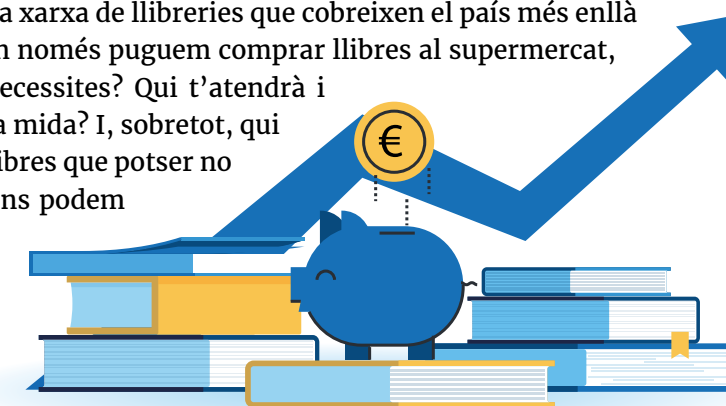 a xarxa de llibreries que cobreixen el país més enllà
n només puguem comprar llibres al supermercat,
ecessites? Qui t’atendrà i
a mida? I, sobretot, qui
ibres que potser no
ns podem
€